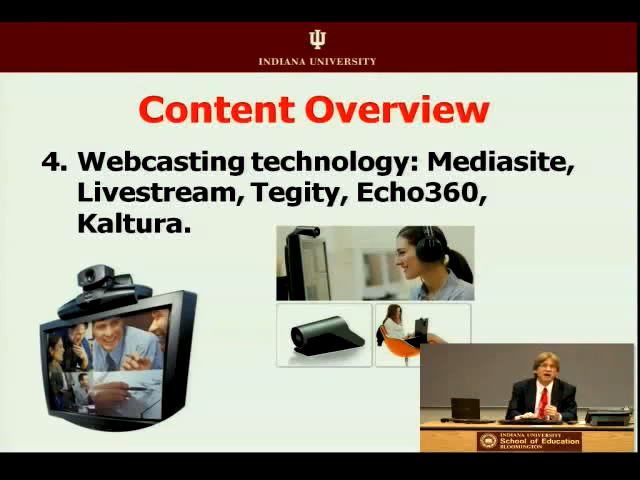 INDIANA UNIVERSITY
Content Overview
4. Webcasting technology: Mediasite,
Livestream, Tegity, Echo360,
Kaltura.
INDIANA UNIVERSITY
School of Education
BLOOMINGTON